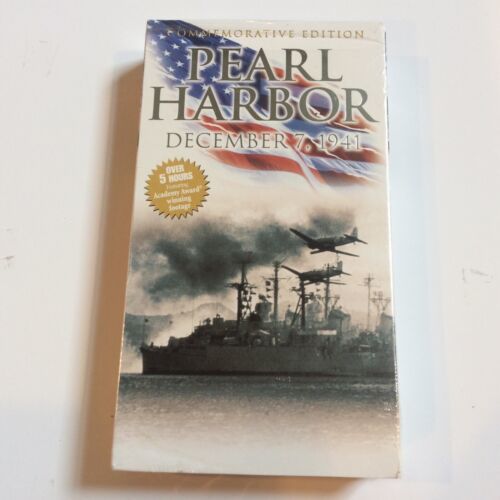 COMMEMORATIVE EDITION
PEARL
HARBOR
DECEMBER 7, 1941
OVER
5 HOURS
Featuring
Academy Award®
winning
footage